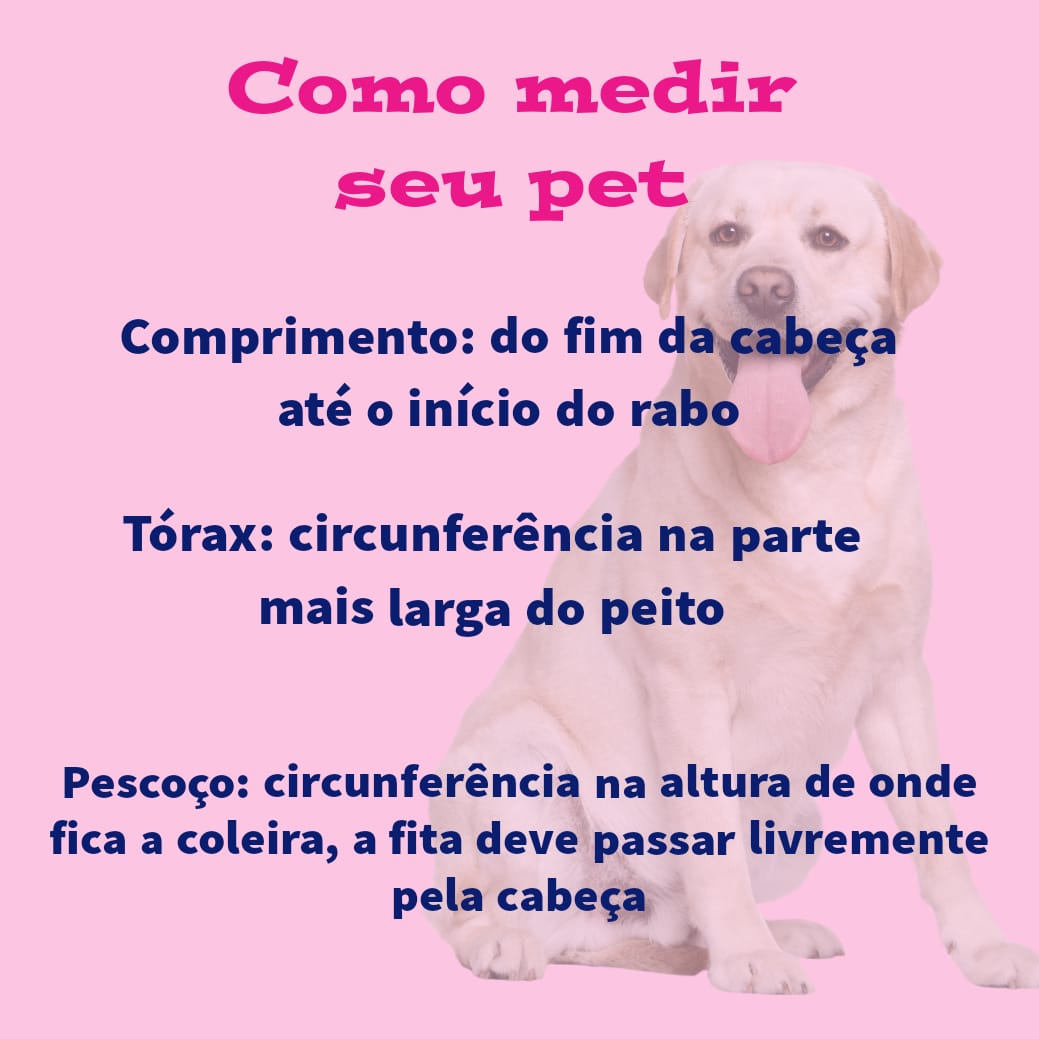 Como medir
seu pet
Comprimento: do fim da cabeça
até o início do rabo
Tórax: circunferência na parte
mais larga do peito
Pescoço: circunferência na altura de onde
fica a coleira, a fita deve passar livremente
pela cabeça